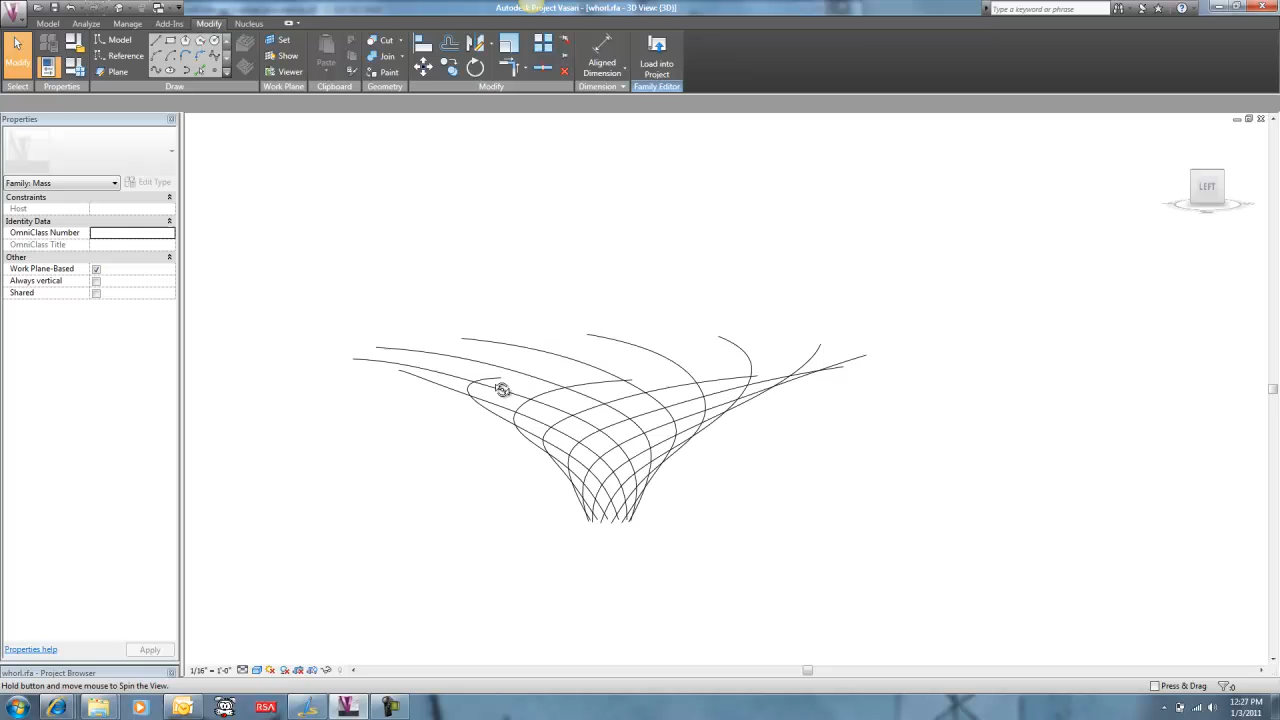 Autodesk Project Vasari - [whorl.rfa - 3D View: {3D}]
Type a keyword or phrase
Create Analyze Manage Add-Ins Modify Nucleus
Modify
Model
Reference
Plane
Set
Show
Viewer
Paste
Cut
Join
Paint
Aligned
Dimension
Load into
Project
Select Properties Draw Work Plane Clipboard Geometry Modify Dimension Family Editor
Properties
Family: Mass Edit Type
Constraints
Host
Identity Data
OmniClass Number
OmniClass Title
Other
Work Plane-Based
Always vertical
Shared
LEFT
Properties help Apply
1/16" = 1'-0"
whorl.rfa - Project Browser
Hold button and move mouse to Spin the View.
Press & Drag :0
RSA
12:27 PM
1/3/2011